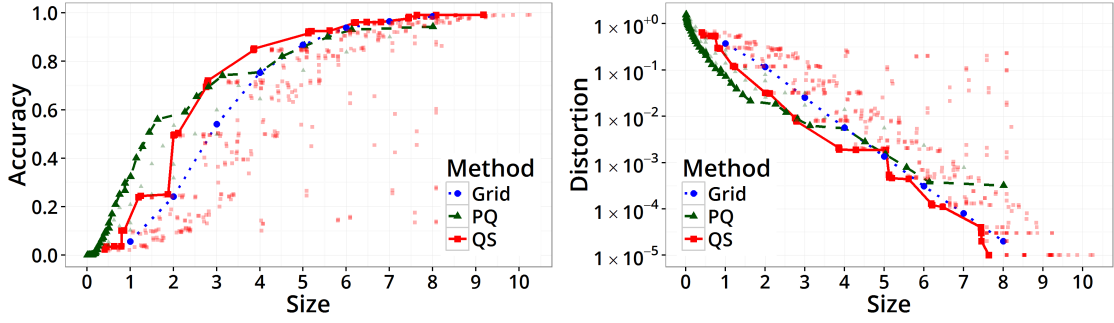 Accuracy
1.0
0.8
0.6
0.4
0.2
0.0
0 1 2 3 4 5 6 7 8 9 10
Size
Method
Grid
PQ
QS
Distortion
1 × 10⁺⁰
1 × 10⁻¹
1 × 10⁻²
1 × 10⁻³
1 × 10⁻⁴
1 × 10⁻⁵
0 1 2 3 4 5 6 7 8 9 10
Size
Method
Grid
PQ
QS